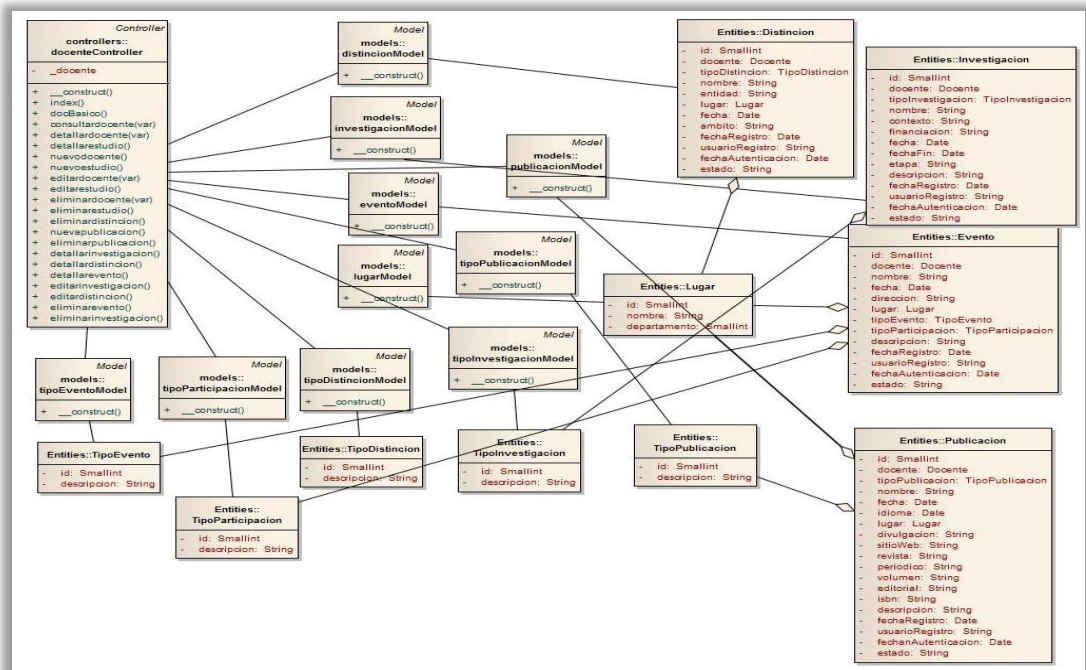 Controller
controllers::
docenteController
- _docente
+ __construct()
+ index()
+ docBasico()
+ consultardocente(var)
+ detallardocente(var)
+ detallarestudio()
+ nuevodocente()
+ nuevoestudio()
+ editardocente(var)
+ editarestudio()
+ eliminardocente(var)
+ eliminarestudio()
+ eliminardistincion()
+ nuevapublicacion()
+ eliminarpublicacion()
+ detallarinvestigacion()
+ detallardistincion()
+ detallarevento()
+ editarinvestigacion()
+ editardistincion()
+ eliminarevento()
+ eliminarinvestigacion()
Model
models::
distincionModel
+ __construct()
Model
models::
investigacionModel
+ __construct()
Model
models::
publicacionModel
+ __construct()
Model
models::
eventoModel
+ __construct()
Model
models::
tipoPublicacionModel
+ __construct()
Model
models::
lugarModel
+ __construct()
Model
models::
tipoInvestigacionModel
+ __construct()
Model
models::
tipoDistincionModel
+ __construct()
Model
models::
tipoParticipacionModel
+ __construct()
Model
models::
tipoEventoModel
+ __construct()
Entities::Distincion
- id: Smallint
- docente: Docente
- tipoDistincion: TipoDistincion
- nombre: String
- entidad: String
- lugar: Lugar
- fecha: Date
- ambito: String
- fechaRegistro: Date
- usuarioRegistro: String
- fechaAutenticacion: Date
- estado: String
Entities::Investigacion
- id: Smallint
- docente: Docente
- tipoInvestigacion: TipoInvestigacion
- nombre: String
- contexto: String
- financiacion: String
- fecha: Date
- fechaFin: Date
- etapa: String
- descripcion: String
- fechaRegistro: Date
- usuarioRegistro: String
- fechaAutenticacion: Date
- estado: String
Entities::Evento
- id: Smallint
- docente: Docente
- nombre: String
- fecha: Date
- direccion: String
- lugar: Lugar
- tipoEvento: TipoEvento
- tipoParticipacion: TipoParticipacion
- descripcion: String
- fechaRegistro: Date
- usuarioRegistro: String
- fechaAutenticacion: Date
- estado: String
Entities::Lugar
- id: Smallint
- nombre: String
- departamento: Smallint
Entities::TipoEvento
- id: Smallint
- descripcion: String
Entities::
TipoParticipacion
- id: Smallint
- descripcion: String
Entities::TipoDistincion
- id: Smallint
- descripcion: String
Entities::
TipoInvestigacion
- id: Smallint
- descripcion: String
Entities::
TipoPublicacion
- id: Smallint
- descripcion: String
Entities::Publicacion
- id: Smallint
- docente: Docente
- tipoPublicacion: TipoPublicacion
- nombre: String
- fecha: Date
- idioma: Date
- lugar: Lugar
- divulgacion: String
- sitioWeb: String
- revista: String
- periodico: String
- volumen: String
- editorial: String
- isbn: String
- descripcion: String
- fechaRegistro: Date
- usuarioRegistro: String
- fechanAutenticacion: Date
- estado: String